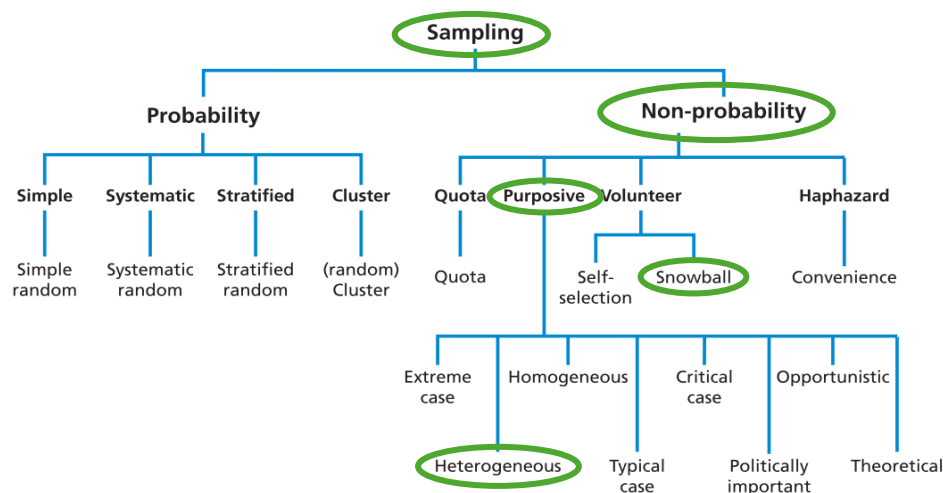 Sampling
Probability
Non-probability
Simple
Systematic
Stratified
Cluster
Quota
Purposive
Volunteer
Haphazard
Simple
random
Systematic
random
Stratified
random
(random)
Cluster
Quota
Self-
selection
Snowball
Convenience
Extreme
case
Homogeneous
Critical
case
Opportunistic
Heterogeneous
Typical
case
Politically
important
Theoretical